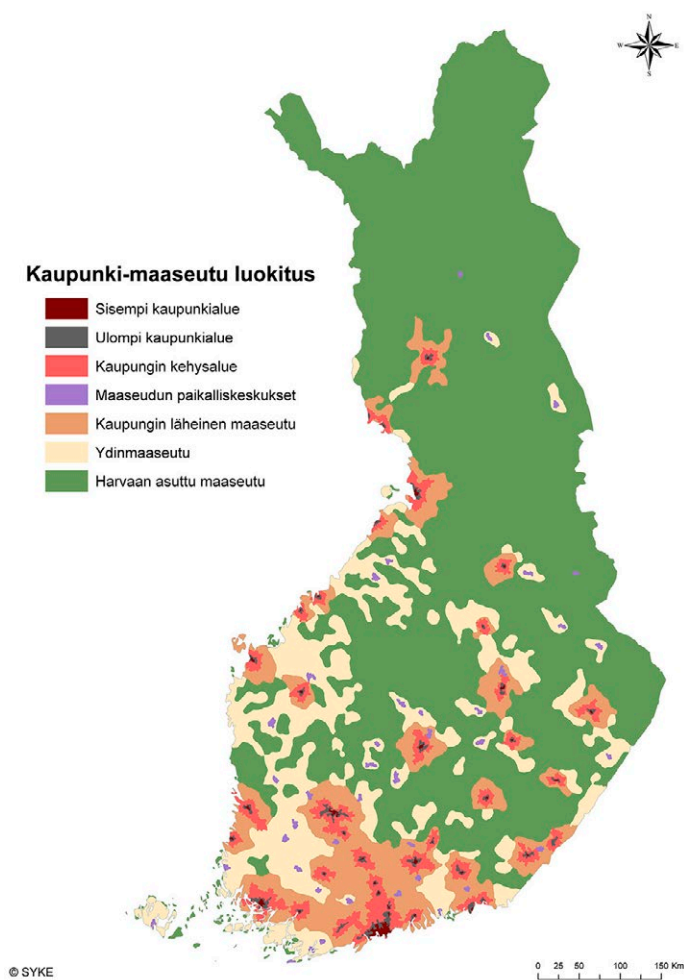 N
W E
S
Kaupunki-maaseutu luokitus
Sisempi kaupunkialue
Ulompi kaupunkialue
Kaupungin kehysalue
Maaseudun paikalliskeskukset
Kaupungin läheinen maaseutu
Ydinmaaseutu
Harvaan asuttu maaseutu
© SYKE
0 25 50 100 150 Km